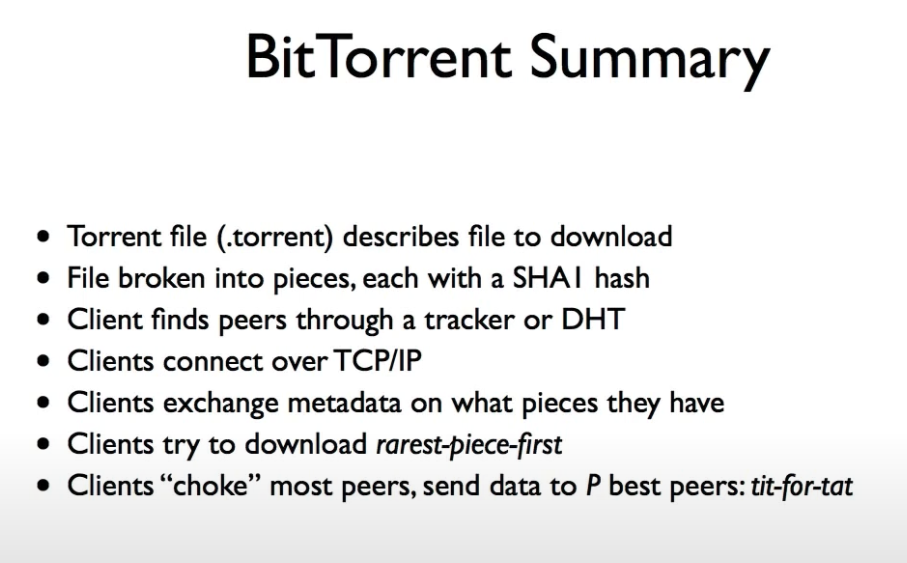 BitTorrent Summary
• Torrent file (.torrent) describes file to download
• File broken into pieces, each with a SHA1 hash
• Client finds peers through a tracker or DHT
• Clients connect over TCP/IP
• Clients exchange metadata on what pieces they have
• Clients try to download rarest-piece-first
• Clients “choke” most peers, send data to P best peers: tit-for-tat